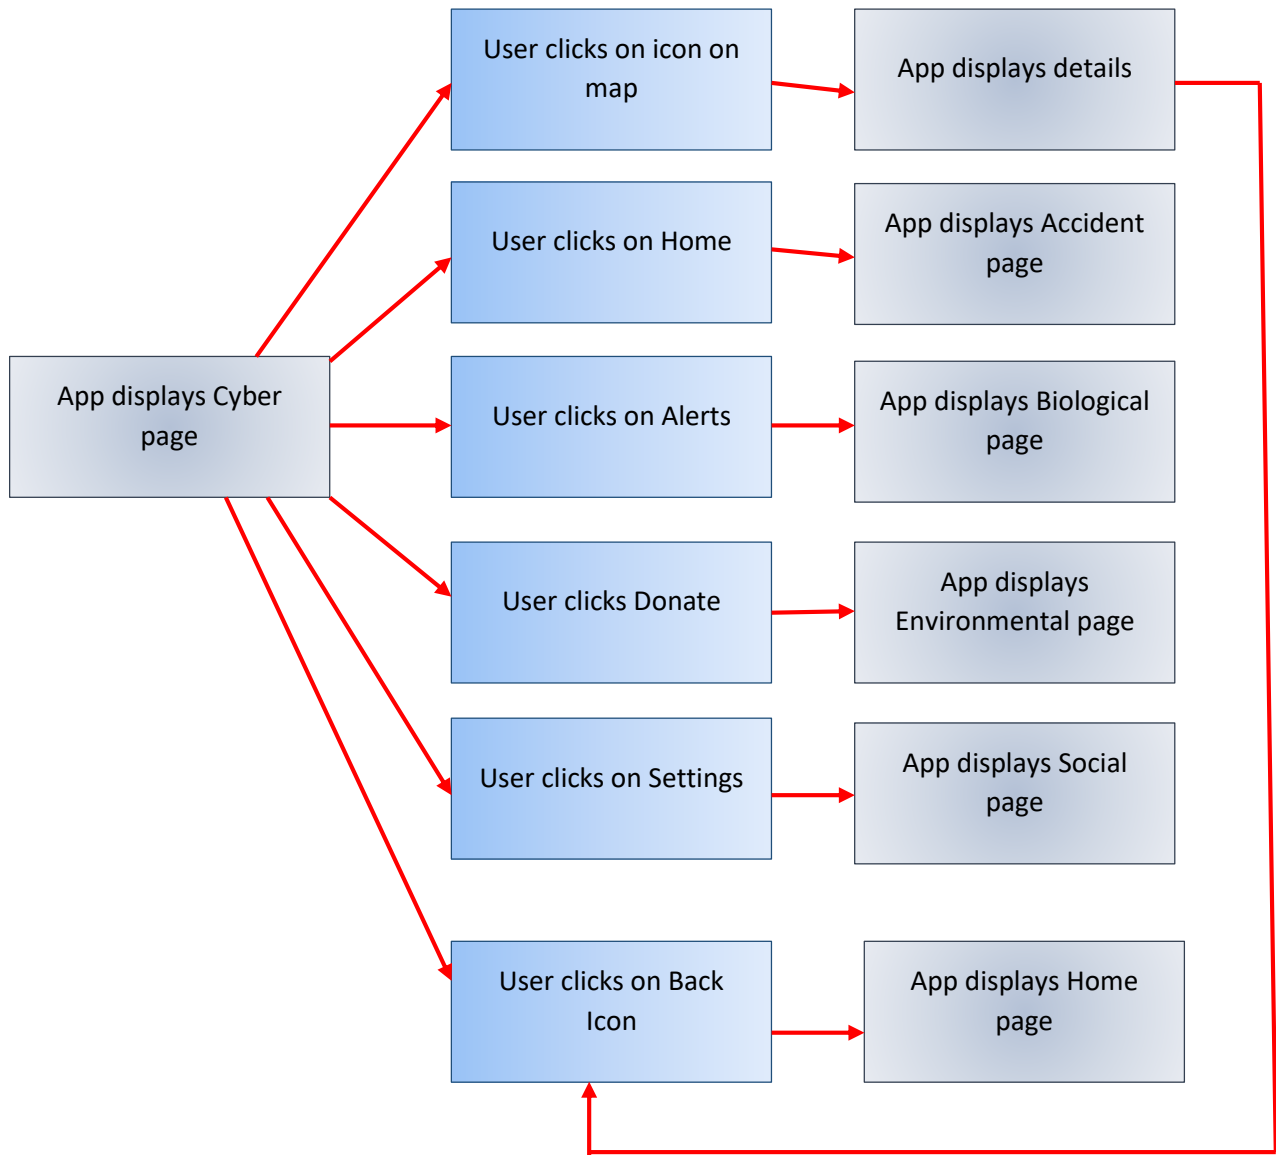 User clicks on icon on
map
App displays details
User clicks on Home
App displays Accident
page
App displays Cyber
page
User clicks on Alerts
App displays Biological
page
User clicks Donate
App displays
Environmental page
User clicks on Settings
App displays Social
page
User clicks on Back
Icon
App displays Home
page